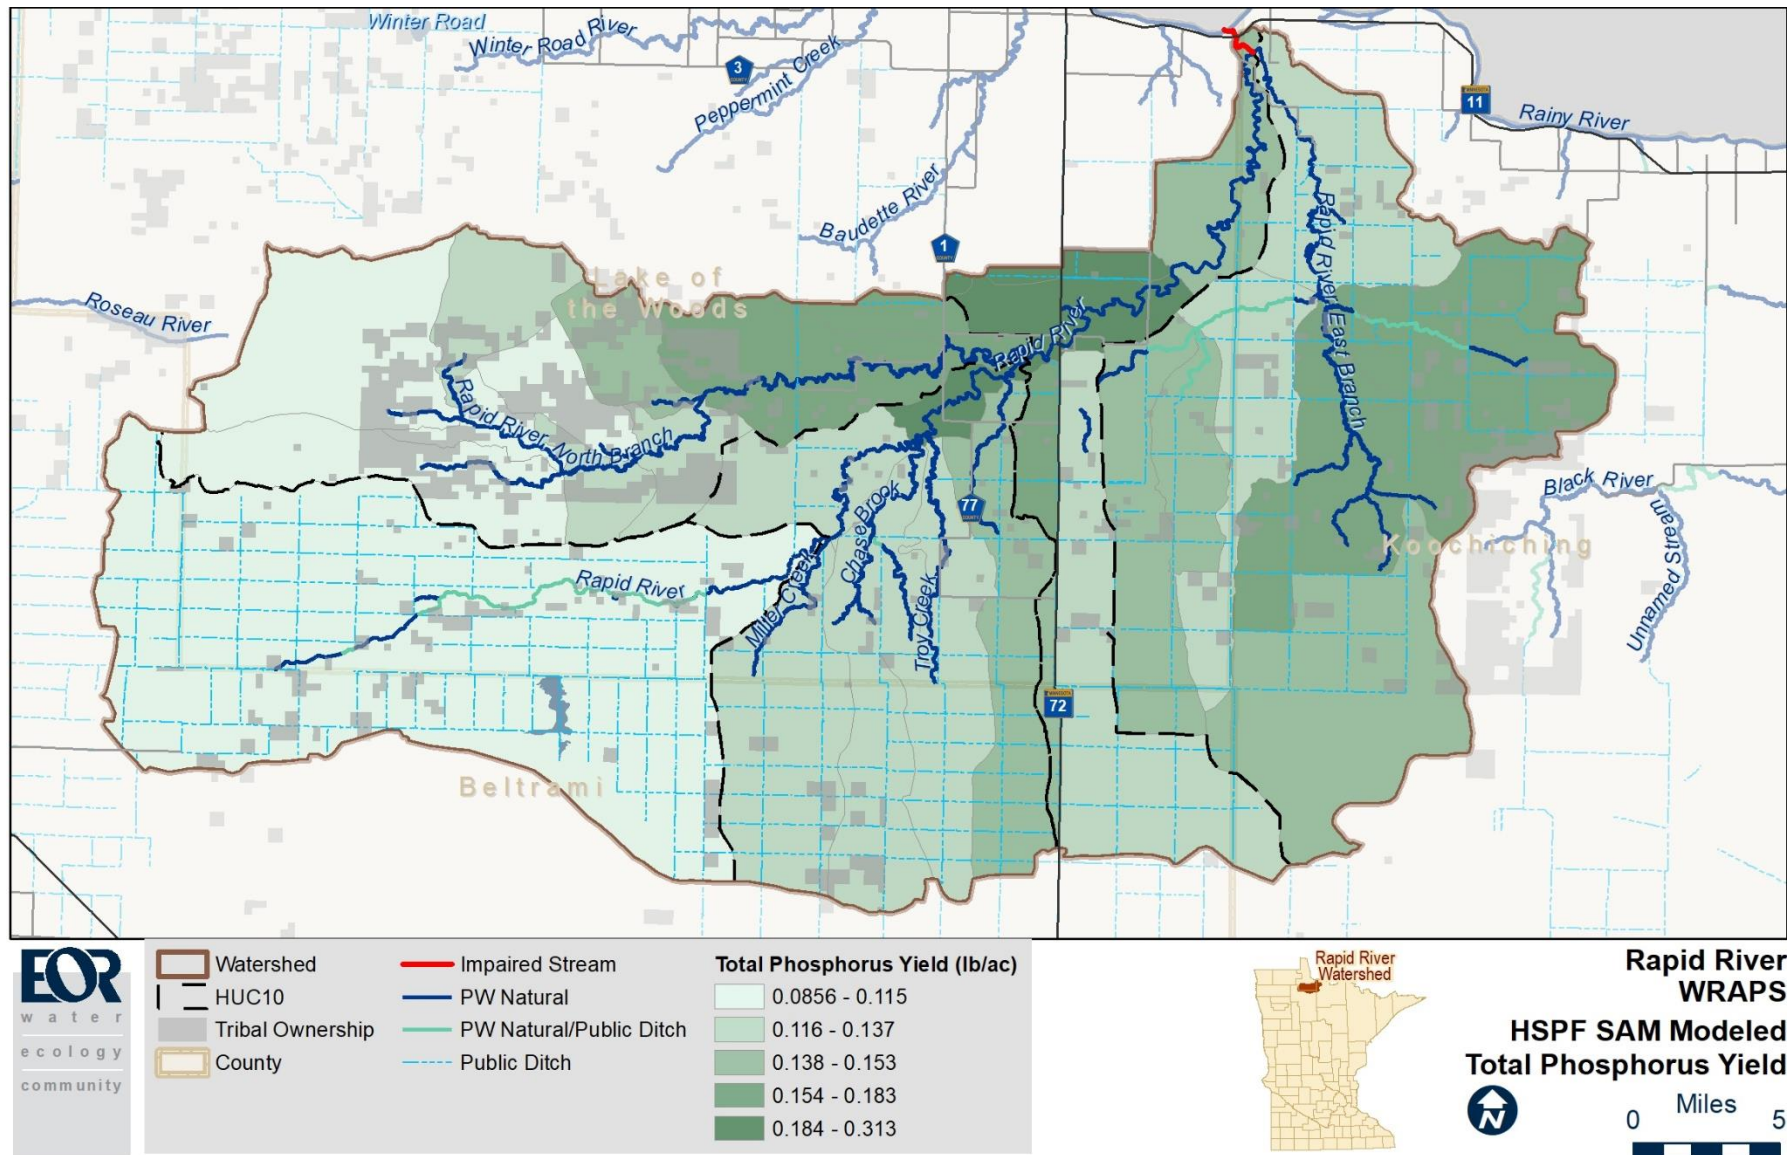 Winter Road
Winter Road River
3
COUNTY
Peppermint Creek
MINNESOTA
11
Rainy River
Baudette River
1
COUNTY
Rapid River East Branch
Lake of
the Woods
Roseau River
Rapid River
Rapid River, North Branch
Black River
Unnamed Stream
77
COUNTY
Chase Brook
Koochiching
Rapid River
Miller Creek
Troy Creek
MINNESOTA
72
Beltrami
EOR
water
ecology
community
Watershed
HUC10
Tribal Ownership
County
Impaired Stream
PW Natural
PW Natural/Public Ditch
Public Ditch
Total Phosphorus Yield (lb/ac)
0.0856 - 0.115
0.116 - 0.137
0.138 - 0.153
0.154 - 0.183
0.184 - 0.313
Rapid River
Watershed
Rapid River
WRAPS
HSPF SAM Modeled
Total Phosphorus Yield
N
Miles
0 5